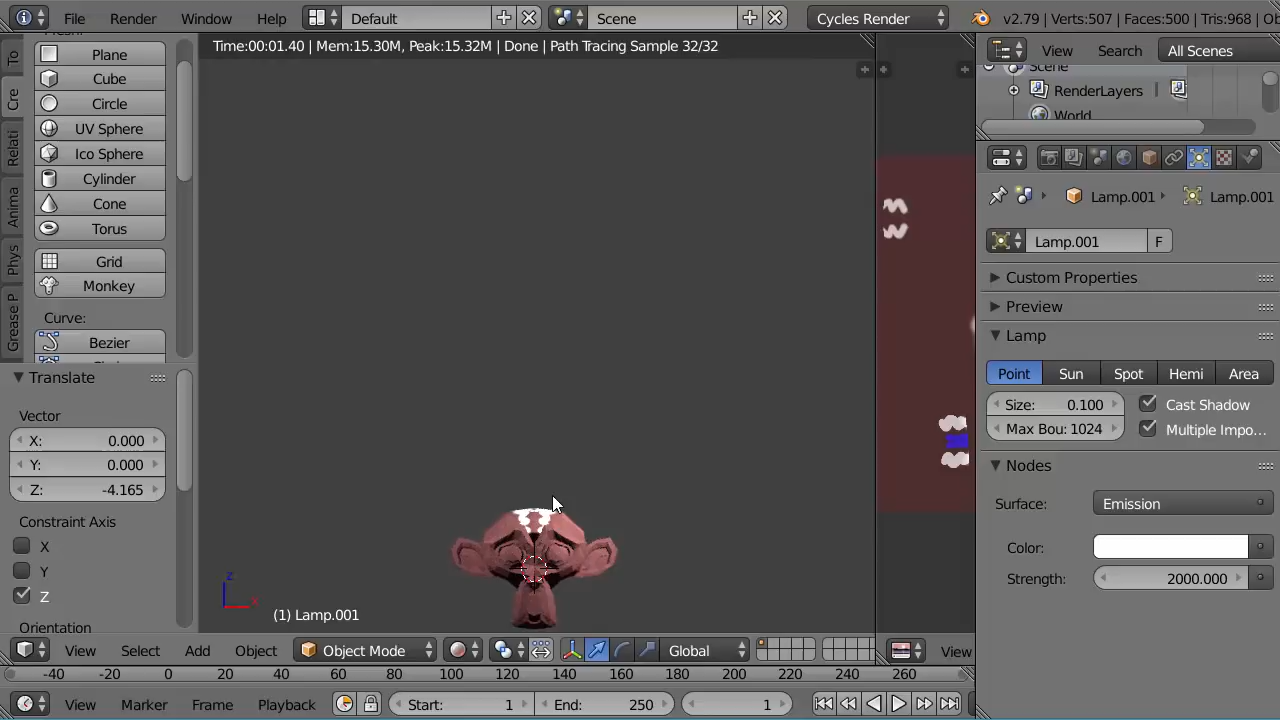 File Render Window Help Default Scene Cycles Render v2.79 | Verts:507 | Faces:500 | Tris:968 | Ob
Time:00:01.40 | Mem:15.30M, Peak:15.32M | Done | Path Tracing Sample 32/32
View Search All Scenes
Scene
RenderLayers
World
To
Cre
Relati
Anima
Phys
Grease P
Plane
Cube
Circle
UV Sphere
Ico Sphere
Cylinder
Cone
Torus
Grid
Monkey
Curve:
Bezier
Translate
Vector
X: 0.000
Y: 0.000
Z: -4.165
Constraint Axis
X
Y
Z
Orientation
z
x
(1) Lamp.001
Lamp.001 Lamp.001
Lamp.001 F
Custom Properties
Preview
Lamp
Point Sun Spot Hemi Area
Size: 0.100 Cast Shadow
Max Bou: 1024 Multiple Impo...
Nodes
Surface: Emission
Color:
Strength: 2000.000
View Select Add Object Object Mode Global View
-40 -20 0 20 40 60 80 100 120 140 160 180 200 220 240 260
View Marker Frame Playback Start: 1 End: 250 1